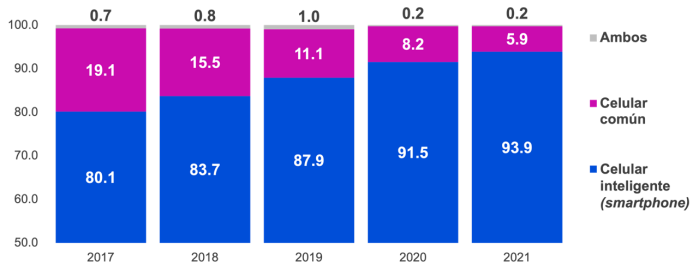 0.7 0.8 1.0 0.2 0.2
100.0
90.0
80.0
70.0
60.0
50.0
19.1 15.5 11.1 8.2 5.9
80.1 83.7 87.9 91.5 93.9
2017 2018 2019 2020 2021
Ambos
Celular
común
Celular
inteligente
(smartphone)